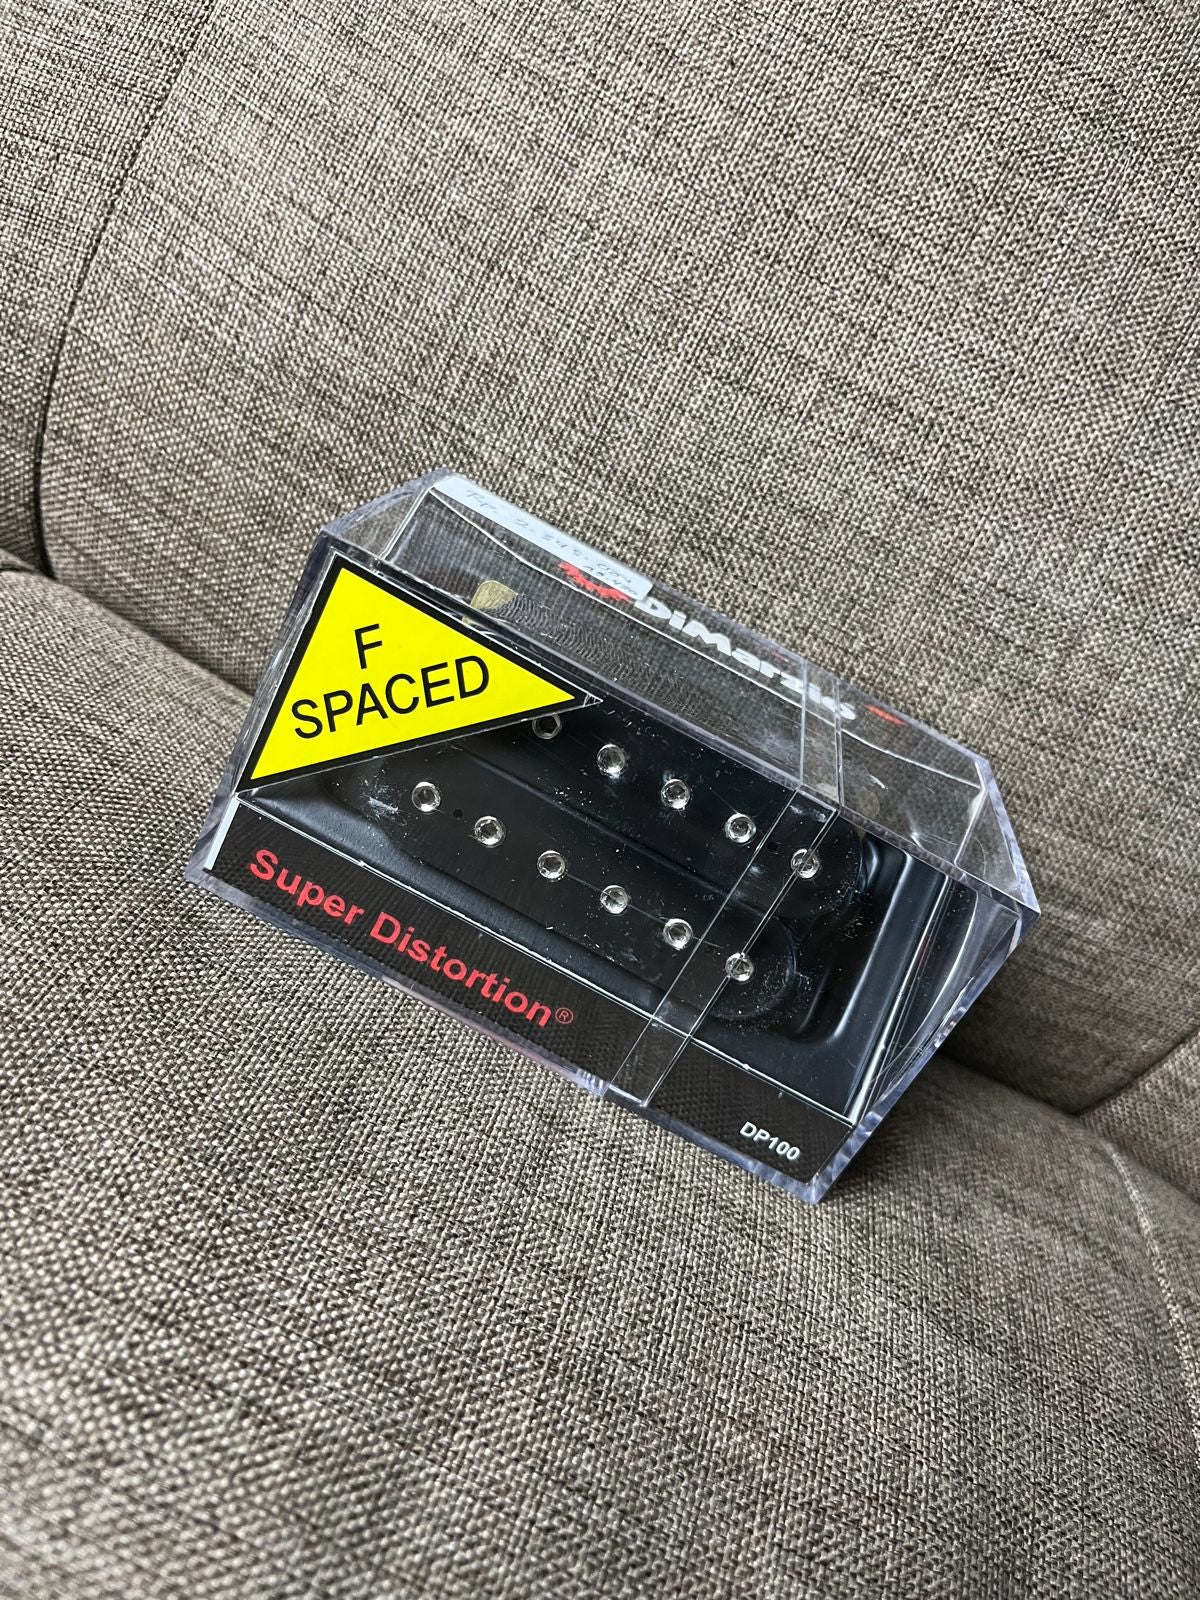 DiMarzio
F
SPACED
Super Distortion®
DP100